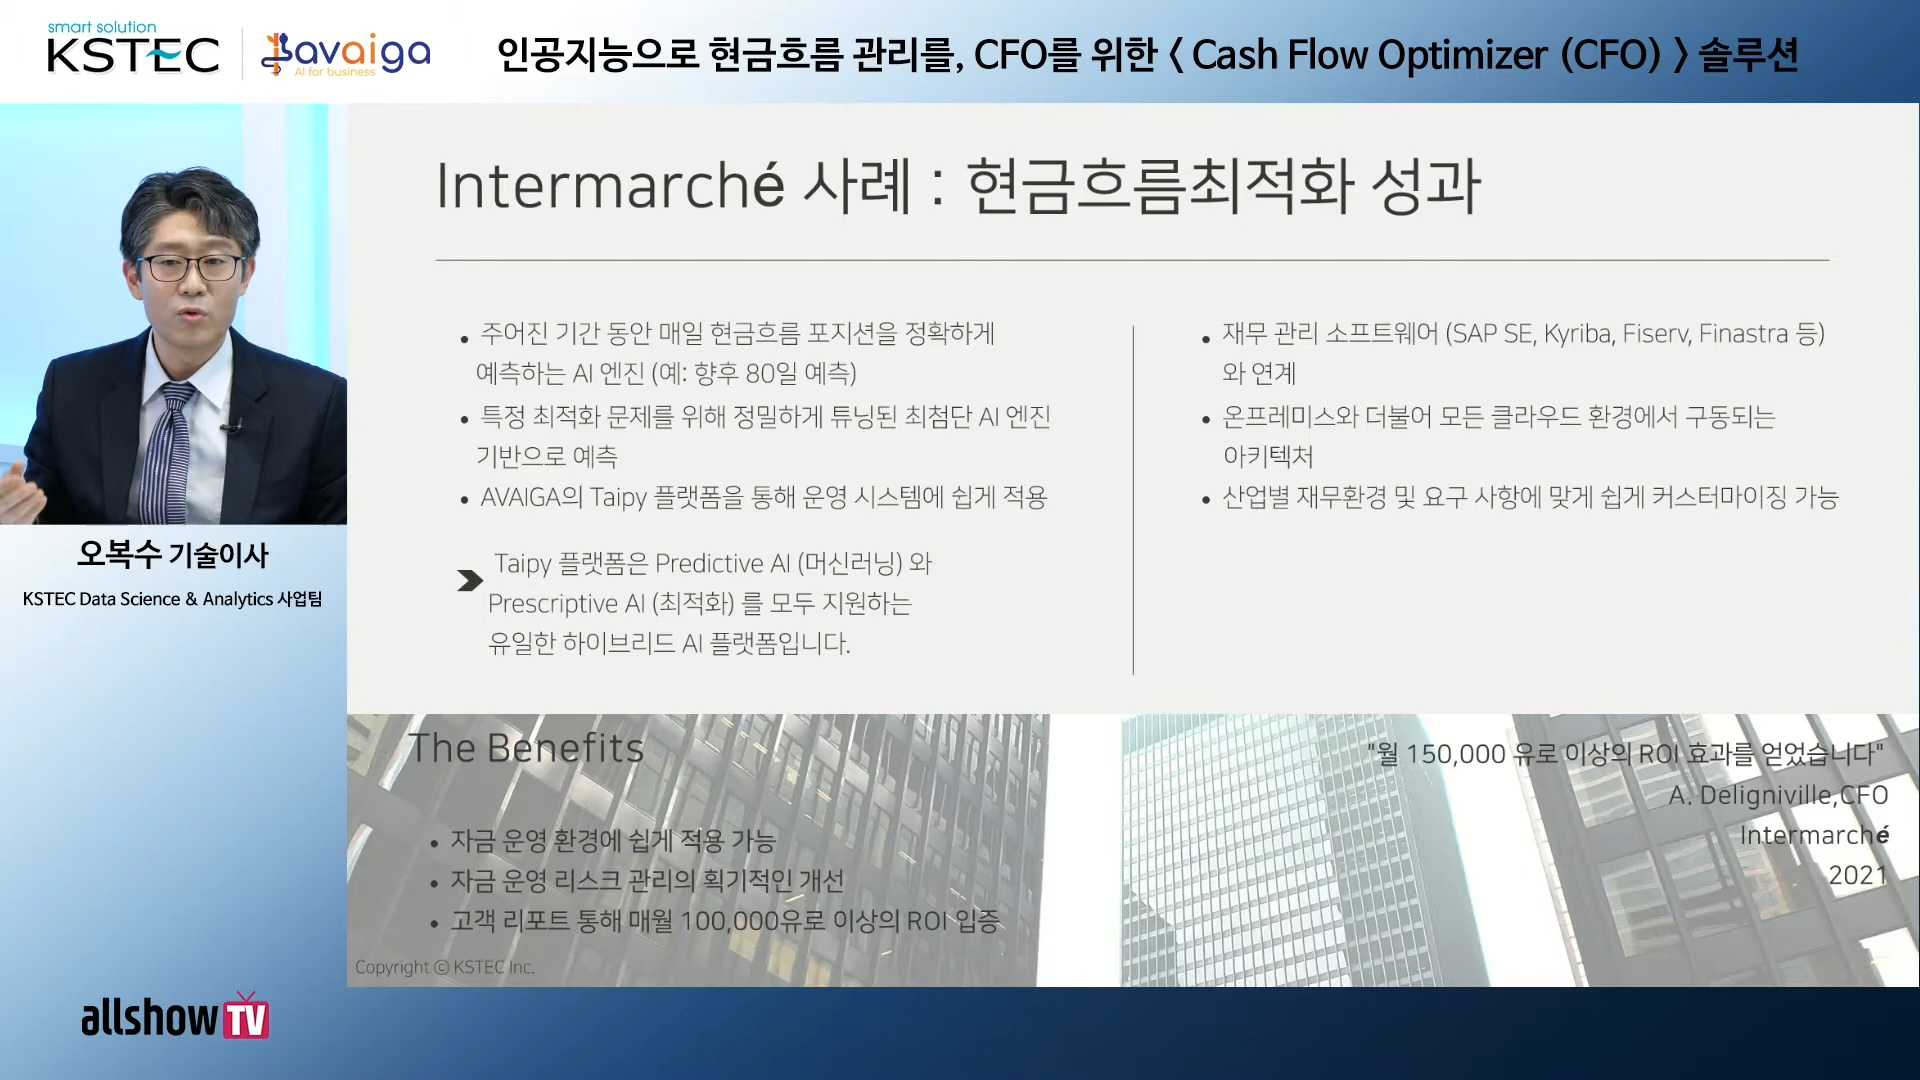 smart solution
KSTEC
avaiga
AI for business
인공지능으로 현금흐름 관리를, CFO를 위한 < Cash Flow Optimizer (CFO) > 솔루션
오복수 기술이사
KSTEC Data Science & Analytics 사업팀
Intermarché 사례 : 현금흐름최적화 성과
• 주어진 기간 동안 매일 현금흐름 포지션을 정확하게
예측하는 AI 엔진 (예: 향후 80일 예측)
• 특정 최적화 문제를 위해 정밀하게 튜닝된 최첨단 AI 엔진
기반으로 예측
• AVAIGA의 Taipy 플랫폼을 통해 운영 시스템에 쉽게 적용
Taipy 플랫폼은 Predictive AI (머신러닝) 와
Prescriptive AI (최적화) 를 모두 지원하는
유일한 하이브리드 AI 플랫폼입니다.
• 재무 관리 소프트웨어 (SAP SE, Kyriba, Fiserv, Finastra 등)
와 연계
• 온프레미스와 더불어 모든 클라우드 환경에서 구동되는
아키텍처
• 산업별 재무환경 및 요구 사항에 맞게 쉽게 커스터마이징 가능
The Benefits
• 자금 운영 환경에 쉽게 적용 가능
• 자금 운영 리스크 관리의 획기적인 개선
• 고객 리포트 통해 매월 100,000유로 이상의 ROI 입증
"월 150,000 유로 이상의 ROI 효과를 얻었습니다"
A. Deligniville,CFO
Intermarché
2021
Copyright ⓒ KSTEC Inc.
allshow TV